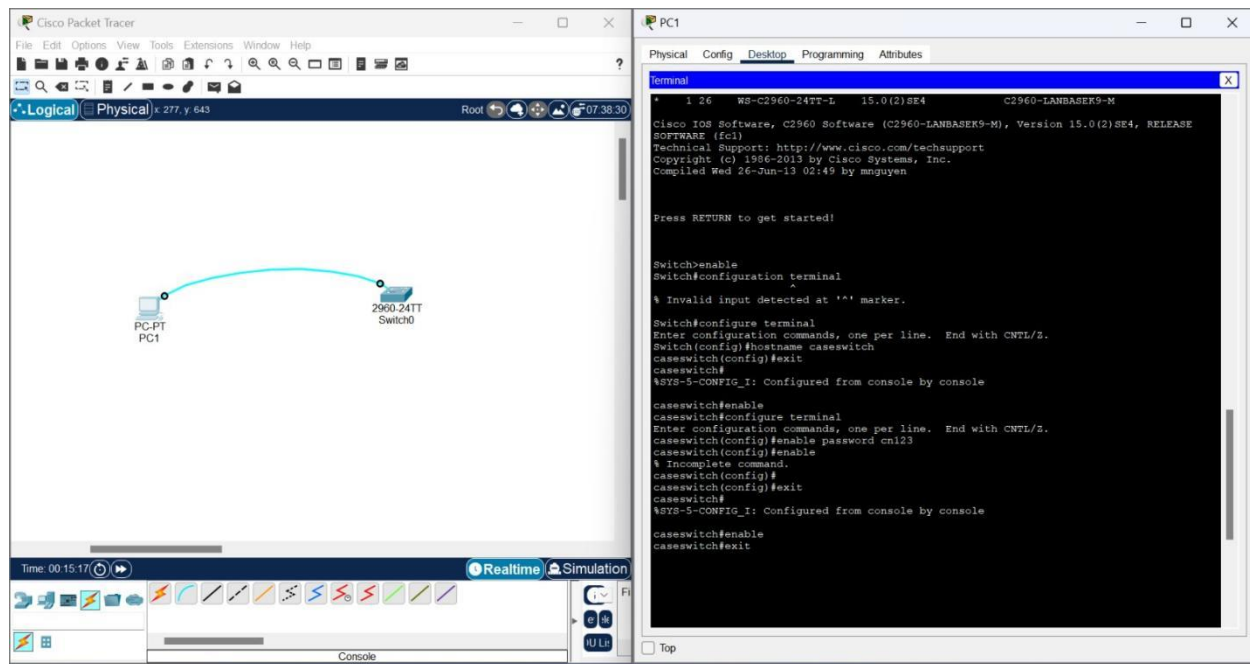 Cisco Packet Tracer
File Edit Options View Tools Extensions Window Help
?
Logical Physical x: 277, y: 643 Root 07:38:30
2960-24TT
Switch0
PC-PT
PC1
Time: 00:15:17 Realtime Simulation
Console
PC1
Physical Config Desktop Programming Attributes
Terminal X
* 1 26 WS-C2960-24TT-L 15.0(2)SE4 C2960-LANBASEK9-M
Cisco IOS Software, C2960 Software (C2960-LANBASEK9-M), Version 15.0(2)SE4, RELEASE
SOFTWARE (fc1)
Technical Support: http://www.cisco.com/techsupport
Copyright (c) 1986-2013 by Cisco Systems, Inc.
Compiled Wed 26-Jun-13 02:49 by mnguyen
Press RETURN to get started!
Switch>enable
Switch#configuration terminal
^
% Invalid input detected at '^' marker.
Switch#configure terminal
Enter configuration commands, one per line. End with CNTL/Z.
Switch(config)#hostname caseswitch
caseswitch(config)#exit
caseswitch#
%SYS-5-CONFIG_I: Configured from console by console
caseswitch#enable
caseswitch#configure terminal
Enter configuration commands, one per line. End with CNTL/Z.
caseswitch(config)#enable password cn123
caseswitch(config)#enable
% Incomplete command.
caseswitch(config)#
caseswitch(config)#exit
caseswitch#
%SYS-5-CONFIG_I: Configured from console by console
caseswitch#enable
caseswitch#exit
Top